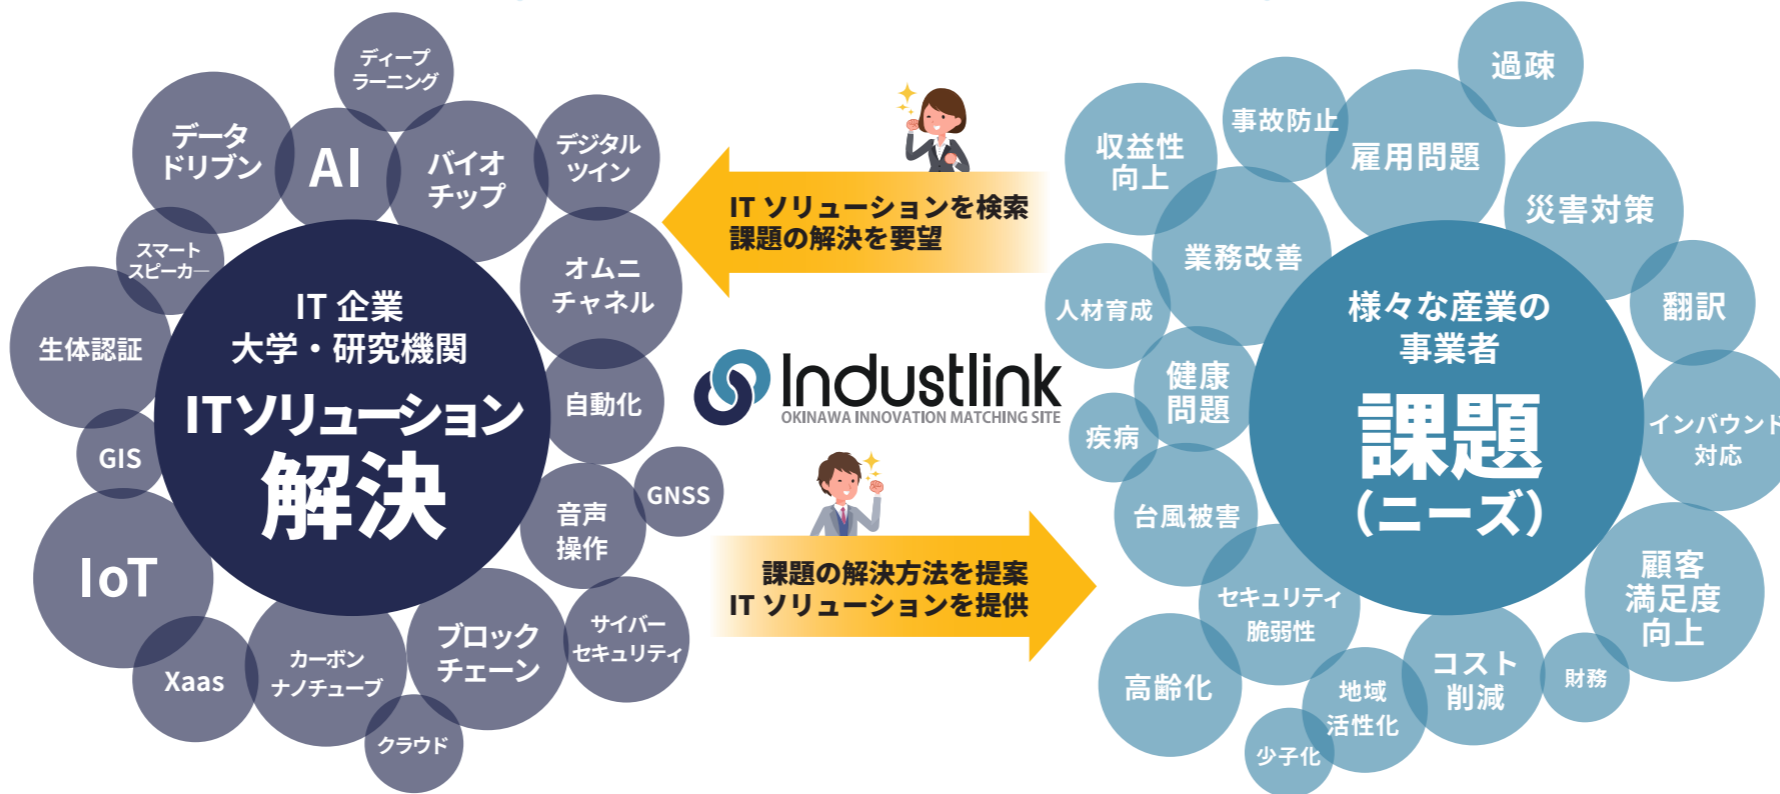 ディープ
ラーニング
データ
ドリブン
AI
バイオ
チップ
デジタル
ツイン
スマート
スピーカ―
オムニ
チャネル
生体認証
IT 企業
大学・研究機関
ITソリューション
解決
自動化
GIS
音声
操作
GNSS
IoT
Xaas
カーボン
ナノチューブ
ブロック
チェーン
サイバー
セキュリティ
クラウド
IT ソリューションを検索
課題の解決を要望
Industlink
OKINAWA INNOVATION MATCHING SITE
課題の解決方法を提案
IT ソリューションを提供
過疎
収益性
向上
事故防止
雇用問題
災害対策
業務改善
人材育成
翻訳
健康
問題
様々な産業の
事業者
課題
（ニーズ）
疾病
インバウンド
対応
台風被害
セキュリティ
脆弱性
顧客
満足度
向上
高齢化
地域
活性化
コスト
削減
財務
少子化